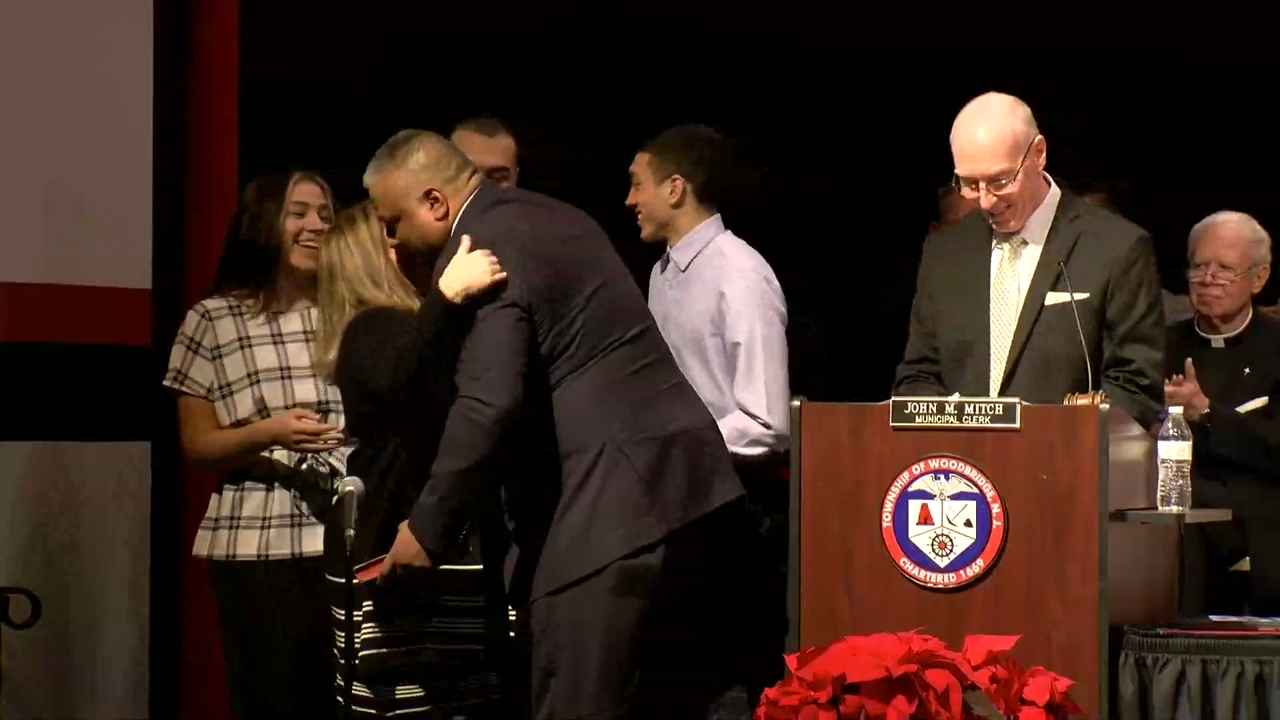 JOHN M. MITCH
MUNICIPAL CLERK
TOWNSHIP OF WOODBRIDGE, N. J.
CHARTERED 1669